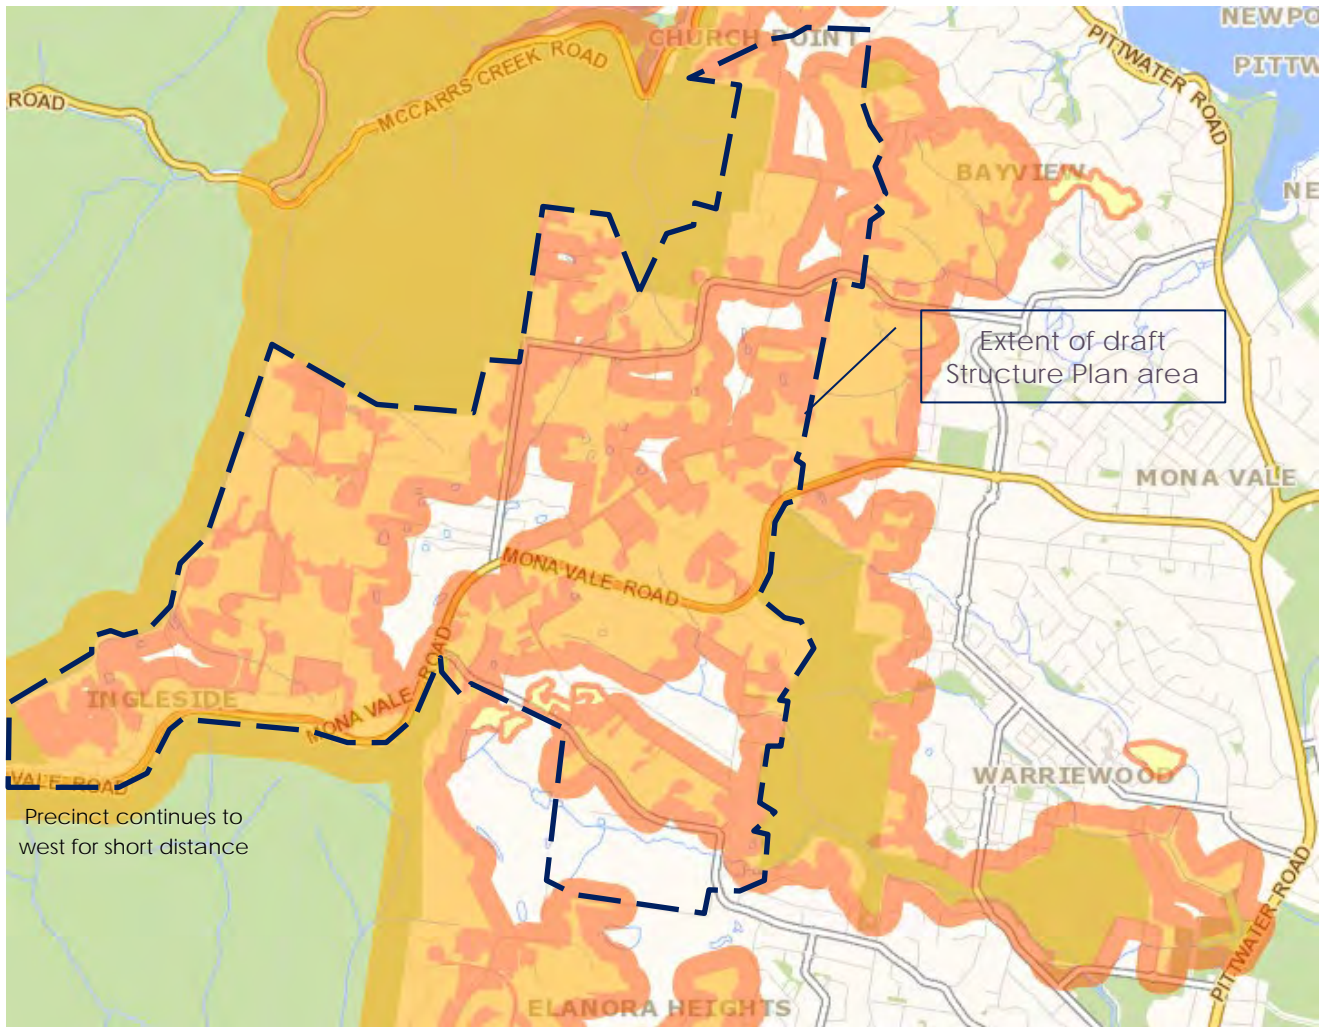 NEWPO
CHURCH POINT
PITTWATER ROAD
PITTW
MCCARRS CREEK ROAD
ROAD
BAYVIEW
NE
Extent of draft
Structure Plan area
MONA VALE
MONA VALE ROAD
INGLESIDE
MONA VALE ROAD
VALE ROAD
WARRIEWOOD
Precinct continues to
west for short distance
PITTWATER ROAD
ELANORA HEIGHTS